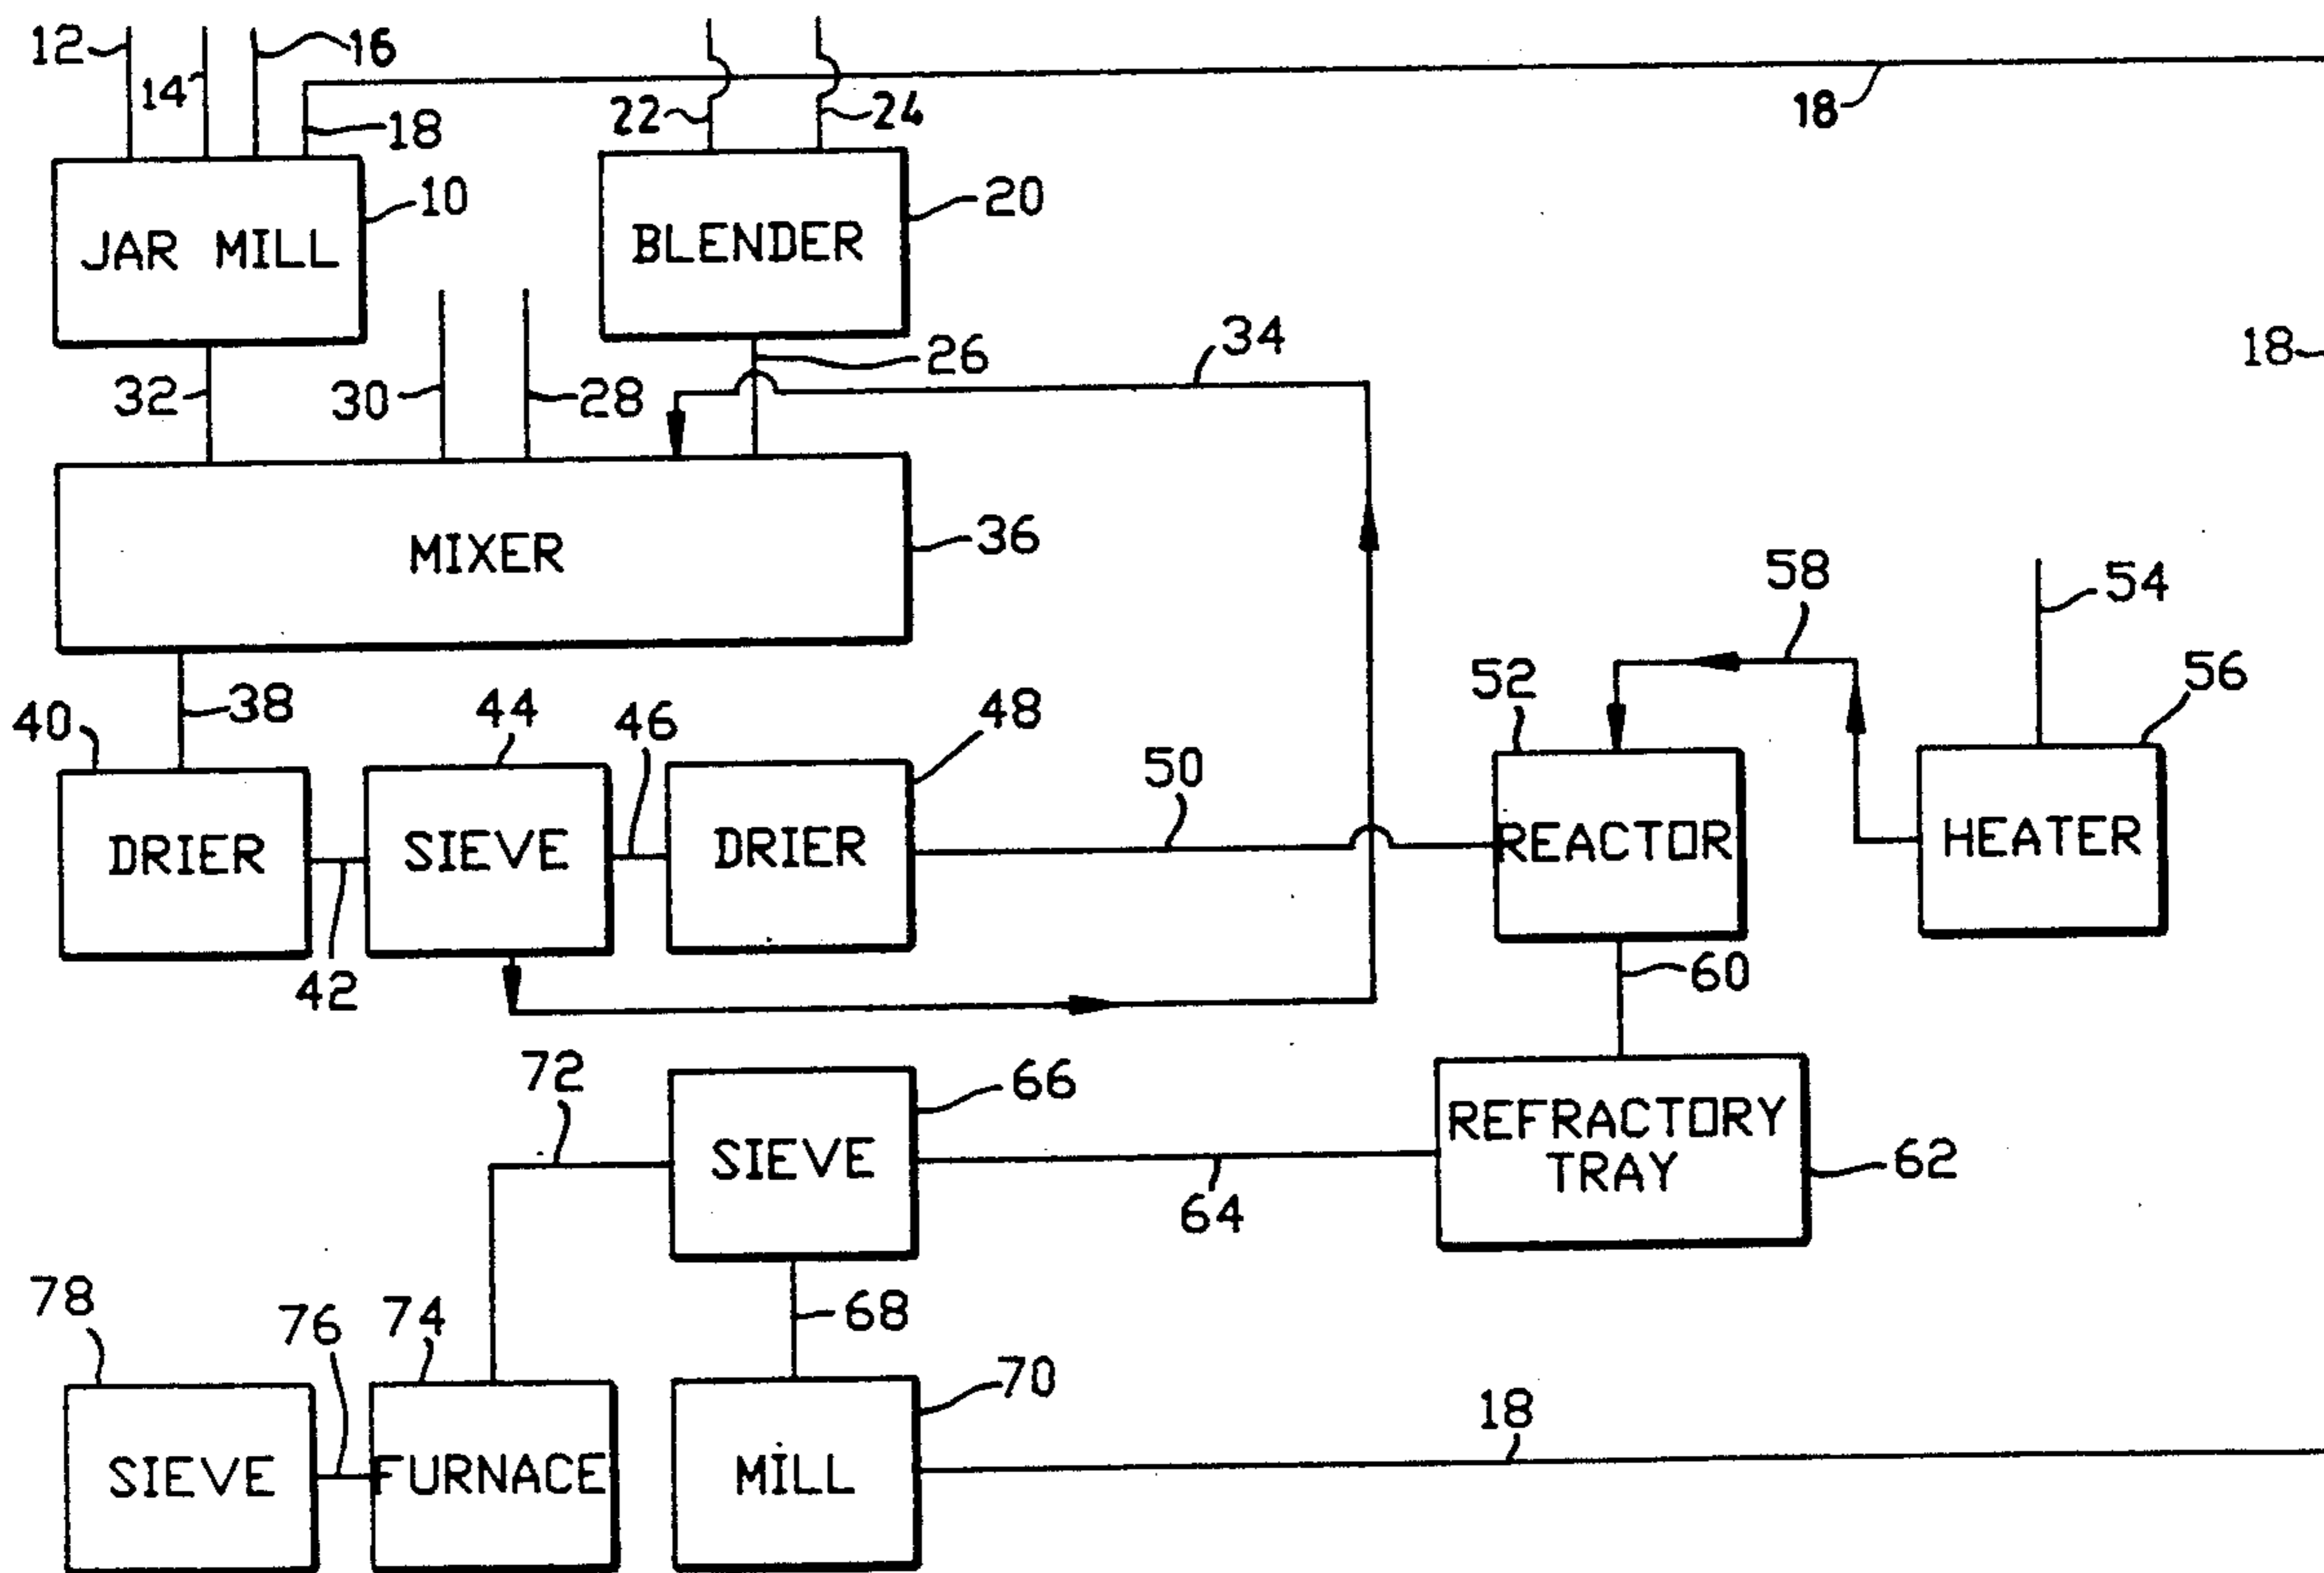 12
14
16
18
22
24
18
JAR MILL
10
BLENDER
20
32
30
28
26
34
18
MIXER
36
38
58
54
52
56
40
44
46
48
50
DRIER
SIEVE
DRIER
REACTOR
HEATER
42
60
72
66
SIEVE
64
REFRACTORY
TRAY
62
68
78
76
74
70
18
SIEVE
FURNACE
MILL